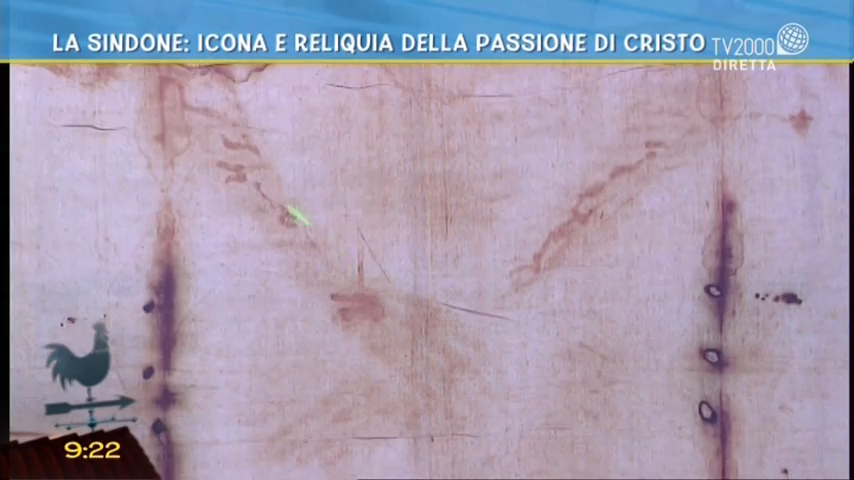 LA SINDONE: ICONA E RELIQUIA DELLA PASSIONE DI CRISTO
TV2000
DIRETTA
9:22